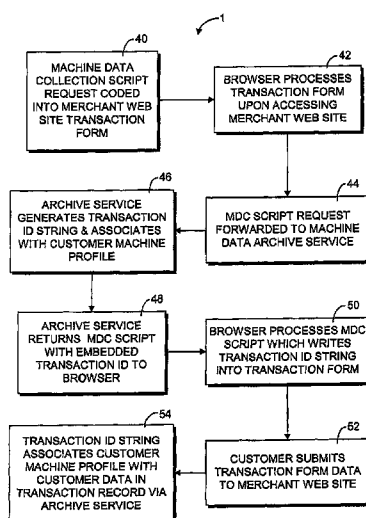 1
40
MACHINE DATA
COLLECTION SCRIPT
REQUEST CODED
INTO MERCHANT WEB
SITE TRANSACTION
FORM
42
BROWSER PROCESSES
TRANSACTION FORM
UPON ACCESSING
MERCHANT WEB SITE
44
MDC SCRIPT REQUEST
FORWARDED TO MACHINE
DATA ARCHIVE SERVICE
46
ARCHIVE SERVICE
GENERATES TRANSACTION
ID STRING & ASSOCIATES
WITH CUSTOMER MACHINE
PROFILE
48
ARCHIVE SERVICE
RETURNS MDC SCRIPT
WITH EMBEDDED
TRANSACTION ID TO
BROWSER
50
BROWSER PROCESSES MDC
SCRIPT WHICH WRITES
TRANSACTION ID STRING
INTO TRANSACTION FORM
52
CUSTOMER SUBMITS
TRANSACTION FORM DATA
TO MERCHANT WEB SITE
54
TRANSACTION ID STRING
ASSOCIATES CUSTOMER
MACHINE PROFILE WITH
CUSTOMER DATA IN
TRANSACTION RECORD VIA
ARCHIVE SERVICE